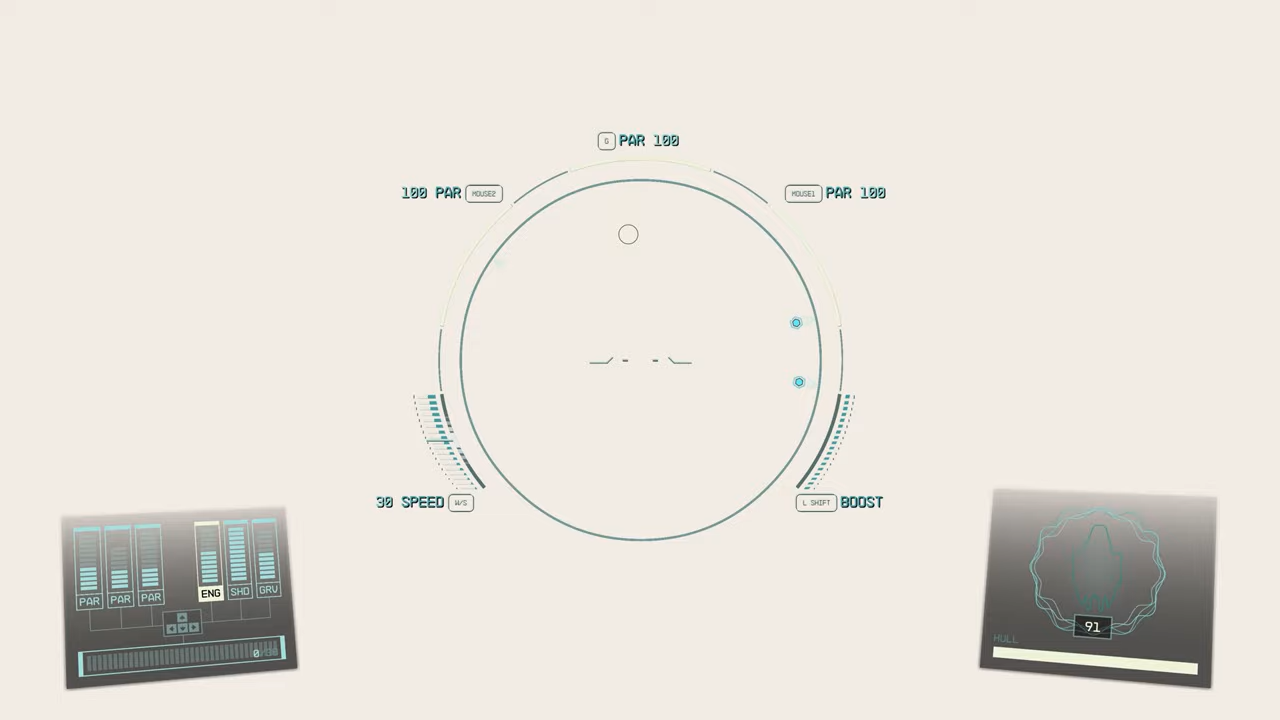 G PAR 100
100 PAR MOUSE2
MOUSE1 PAR 100
30 SPEED W/S
L SHIFT BOOST
PAR PAR PAR ENG SHD GRV
91
HULL